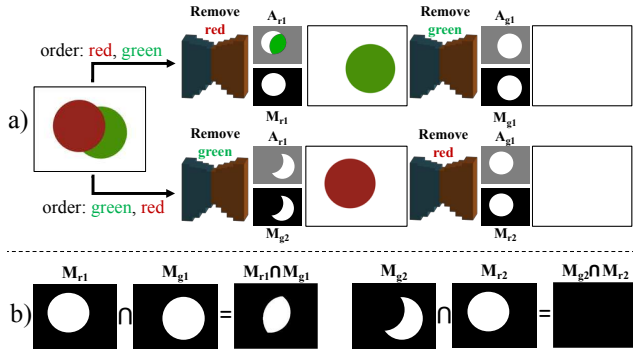 order: red, green
Remove
red
A_r1
M_r1
Remove
green
A_g1
M_g1
a)
order: green, red
Remove
green
A_r1
M_g2
Remove
red
A_g1
M_r2
b)
M_r1 M_g1 M_r1∩M_g1 M_g2 M_r2 M_g2∩M_r2
∩ = ∩ =